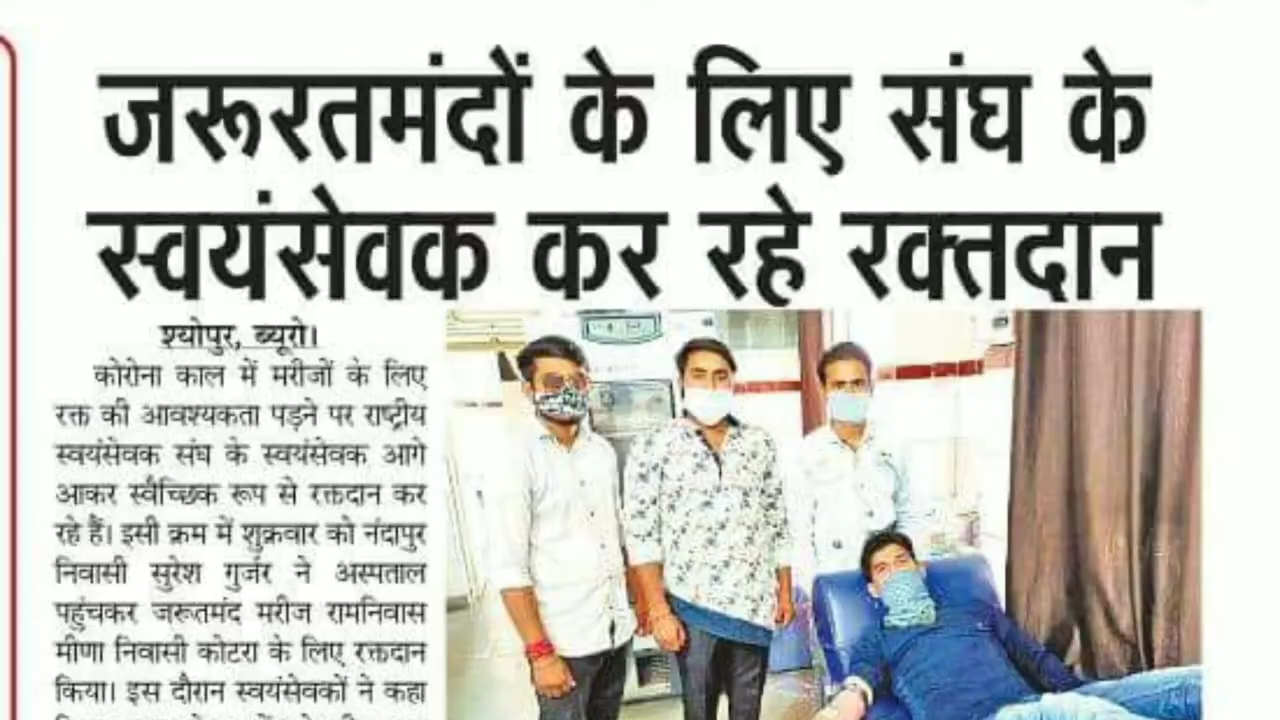 जरूरतमंदों के लिए संघ के
स्वयंसेवक कर रहे रक्तदान
श्योपुर, ब्यूरो।
कोरोना काल में मरीजों के लिए
रक्त की आवश्यकता पड़ने पर राष्ट्रीय
स्वयंसेवक संघ के स्वयंसेवक आगे
आकर स्वैच्छिक रूप से रक्तदान कर
रहे हैं। इसी क्रम में शुक्रवार को नंदापुर
निवासी सुरेश गुर्जर ने अस्पताल
पहुंचकर जरूतमंद मरीज रामनिवास
मीणा निवासी कोटरा के लिए रक्तदान
किया। इस दौरान स्वयंसेवकों ने कहा